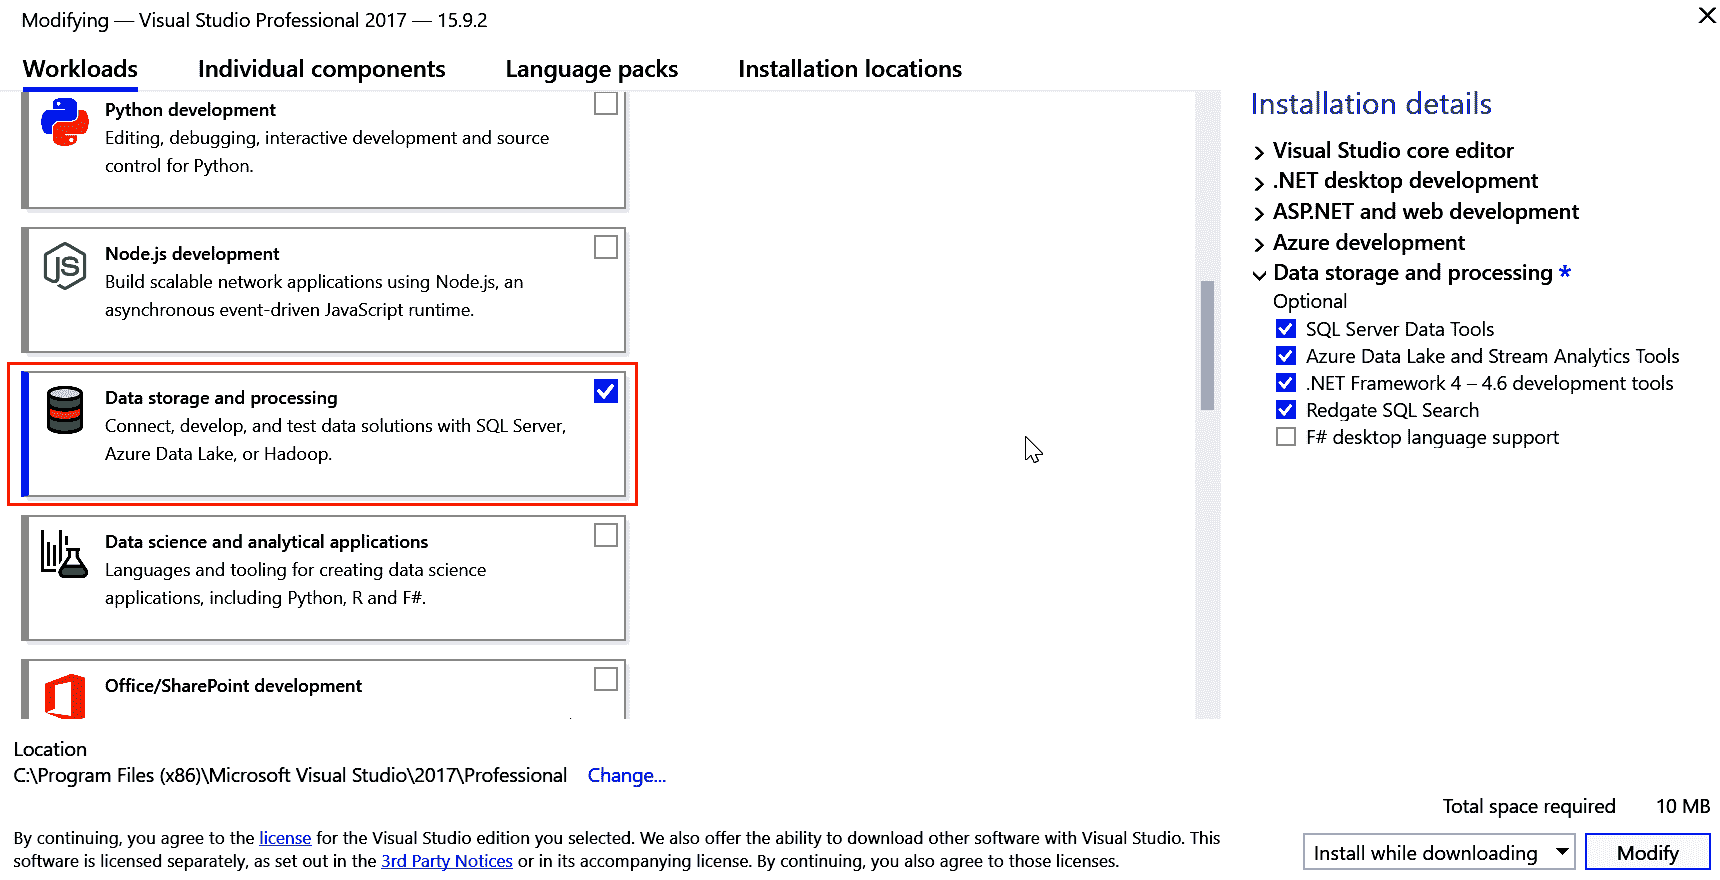 Modifying — Visual Studio Professional 2017 — 15.9.2
Workloads
Individual components
Language packs
Installation locations
Python development
Editing, debugging, interactive development and source
control for Python.
Node.js development
Build scalable network applications using Node.js, an
asynchronous event-driven JavaScript runtime.
Data storage and processing
Connect, develop, and test data solutions with SQL Server,
Azure Data Lake, or Hadoop.
Data science and analytical applications
Languages and tooling for creating data science
applications, including Python, R and F#.
Office/SharePoint development
Installation details
Visual Studio core editor
.NET desktop development
ASP.NET and web development
Azure development
Data storage and processing *
Optional
SQL Server Data Tools
Azure Data Lake and Stream Analytics Tools
.NET Framework 4 – 4.6 development tools
Redgate SQL Search
F# desktop language support
Location
C:\Program Files (x86)\Microsoft Visual Studio\2017\Professional Change...
Total space required 10 MB
By continuing, you agree to the license for the Visual Studio edition you selected. We also offer the ability to download other software with Visual Studio. This
software is licensed separately, as set out in the 3rd Party Notices or in its accompanying license. By continuing, you also agree to those licenses.
Install while downloading
Modify